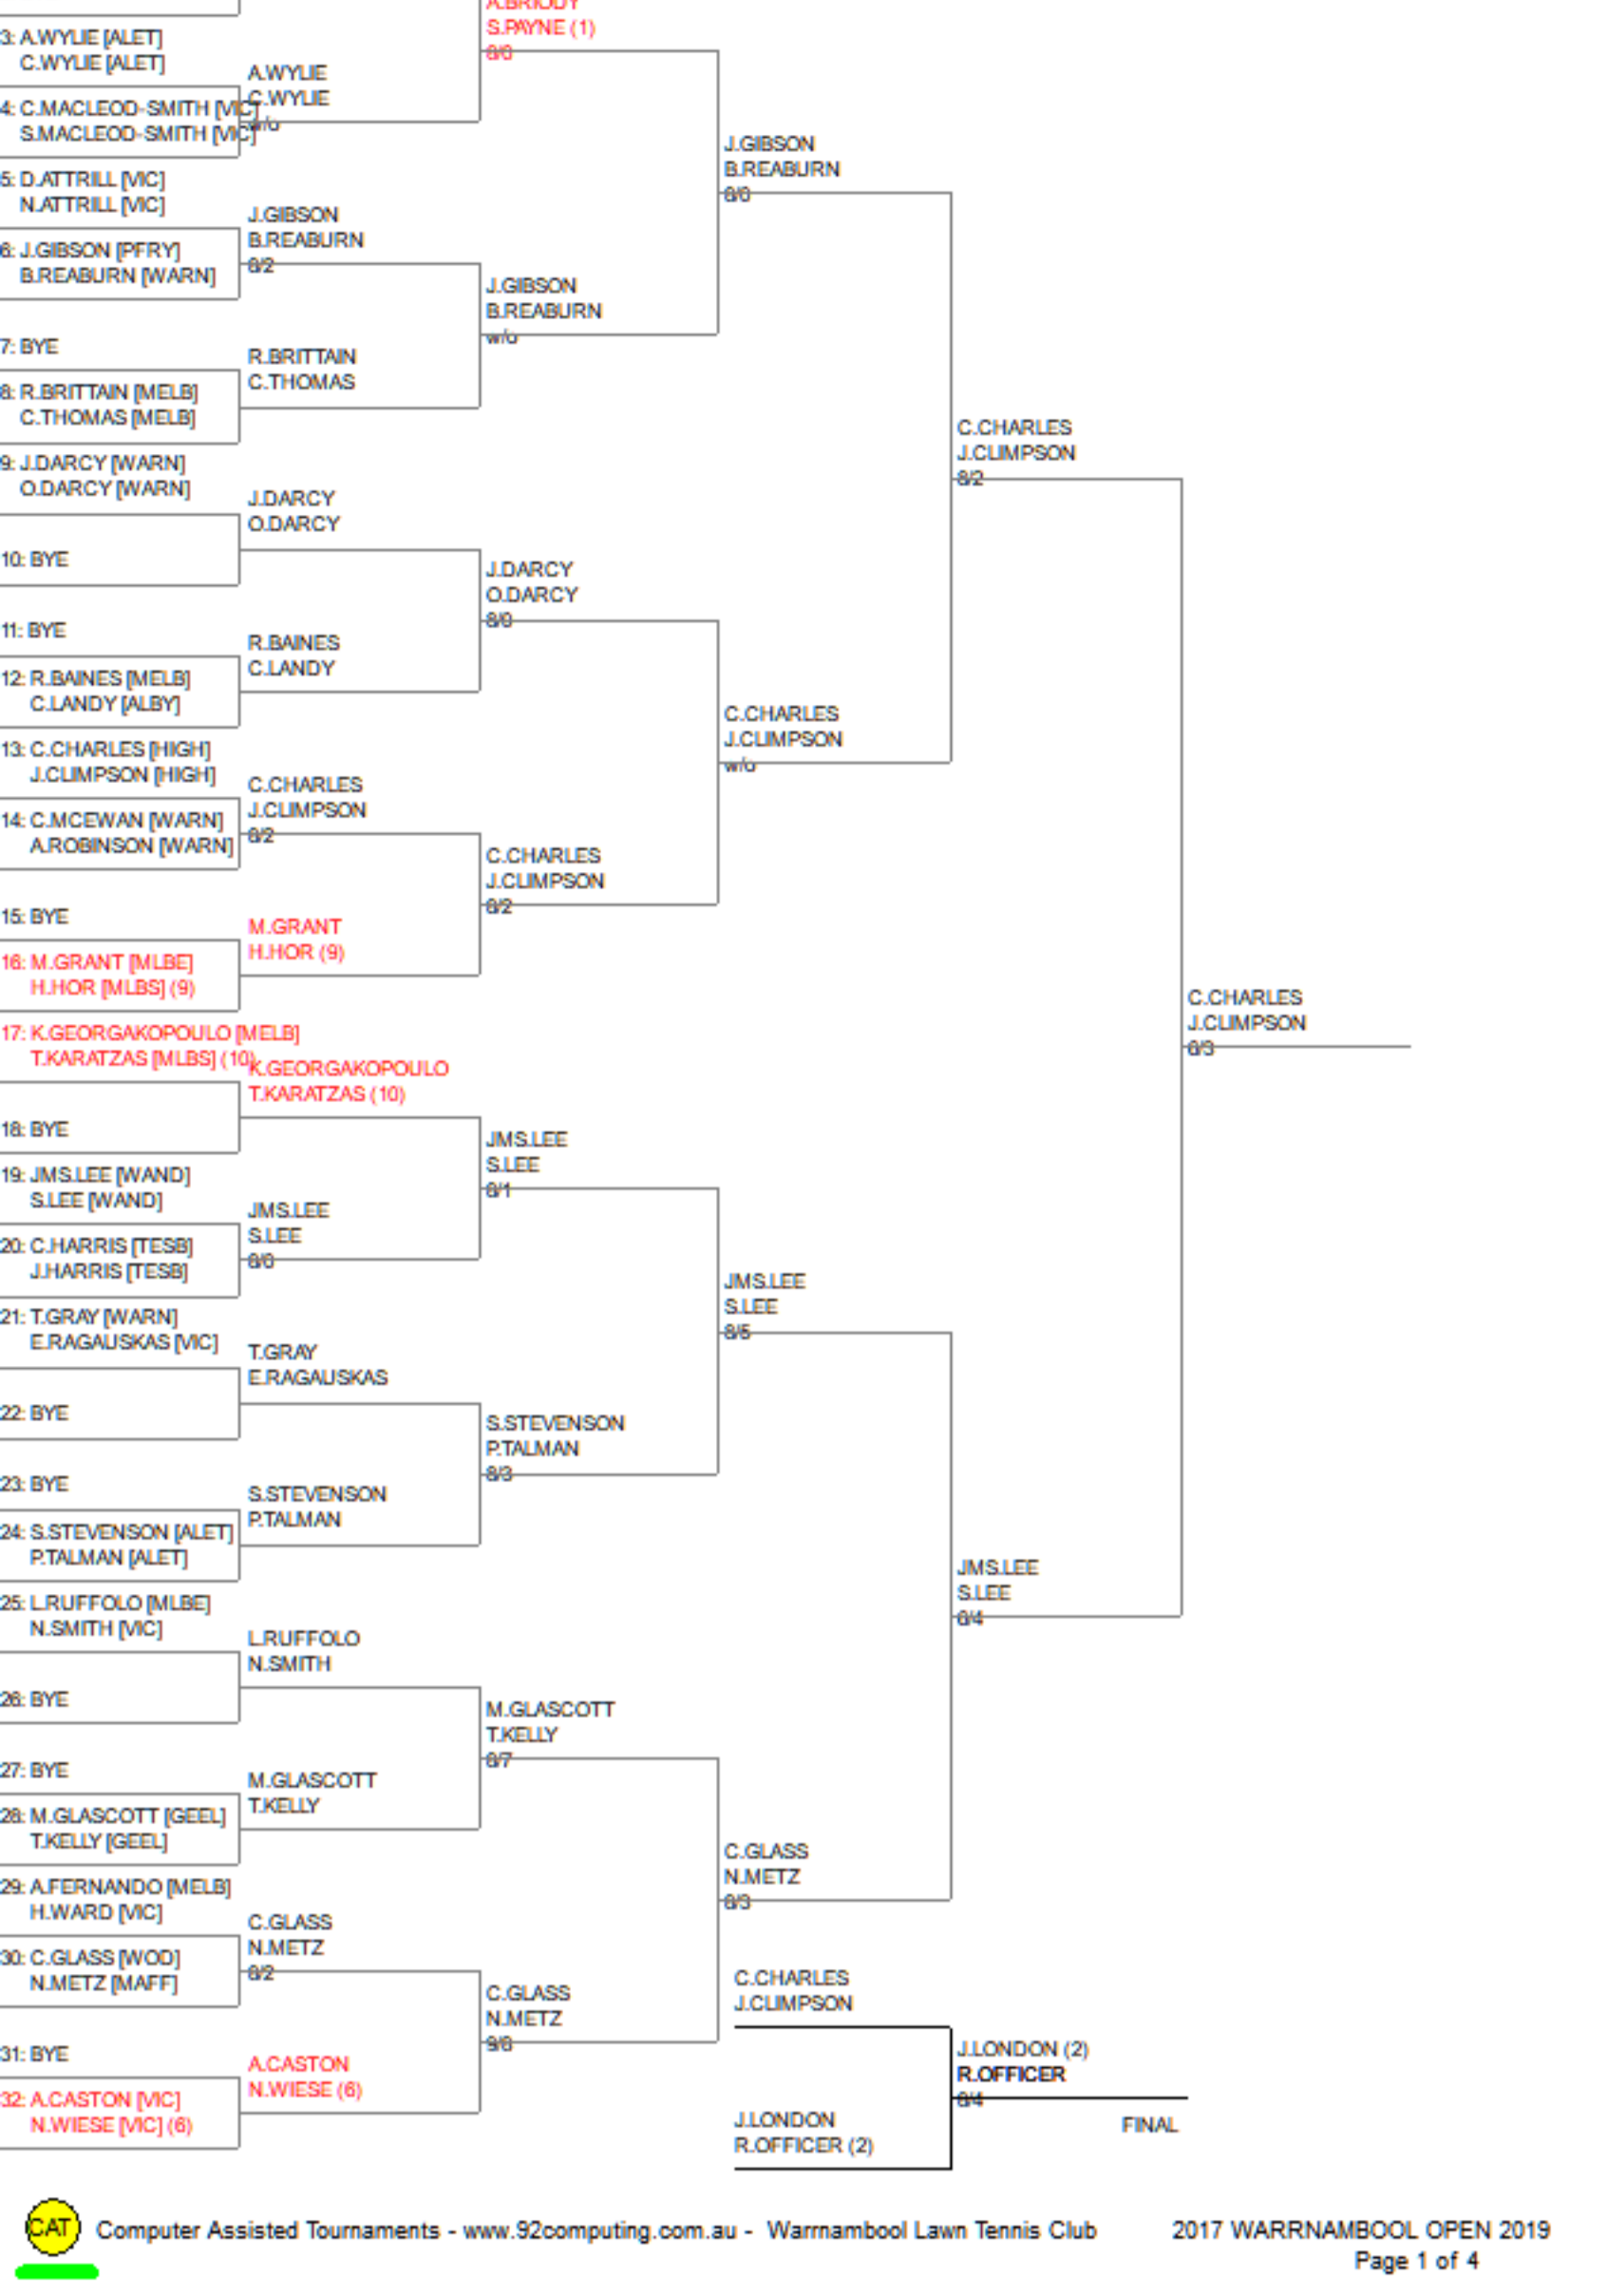 A.BRIODY
S.PAYNE (1)
8/0
3: A.WYLIE [ALET]
C.WYLIE [ALET]
A.WYLIE
C.WYLIE
w/o
4: C.MACLEOD-SMITH [VIC]
S.MACLEOD-SMITH [VIC]
J.GIBSON
B.REABURN
5: D.ATTRILL [VIC]
N.ATTRILL [VIC]
J.GIBSON
B.REABURN
8/2
6: J.GIBSON [PFRY]
B.REABURN [WARN]
J.GIBSON
B.REABURN
w/o
7: BYE
R.BRITTAIN
C.THOMAS
8: R.BRITTAIN [MELB]
C.THOMAS [MELB]
C.CHARLES
J.CLIMPSON
8/2
9: J.DARCY [WARN]
O.DARCY [WARN]
J.DARCY
O.DARCY
10: BYE
J.DARCY
O.DARCY
11: BYE
R.BAINES
C.LANDY
12: R.BAINES [MELB]
C.LANDY [ALBY]
C.CHARLES
J.CLIMPSON
w/o
13: C.CHARLES [HIGH]
J.CLIMPSON [HIGH]
C.CHARLES
J.CLIMPSON
8/2
14: C.MCEWAN [WARN]
A.ROBINSON [WARN]
C.CHARLES
J.CLIMPSON
8/2
15: BYE
M.GRANT
H.HOR (9)
16: M.GRANT [MLBE]
H.HOR [MLBS] (9)
C.CHARLES
J.CLIMPSON
8/3
17: K.GEORGAKOPOULO [MELB]
T.KARATZAS [MLBS] (10)
K.GEORGAKOPOULO
T.KARATZAS (10)
18: BYE
JMS.LEE
S.LEE
8/1
19: JMS.LEE [WAND]
S.LEE [WAND]
JMS.LEE
S.LEE
20: C.HARRIS [TESB]
J.HARRIS [TESB]
JMS.LEE
S.LEE
8/5
21: T.GRAY [WARN]
E.RAGAUSKAS [VIC]
T.GRAY
E.RAGAUSKAS
22: BYE
S.STEVENSON
P.TALMAN
8/3
23: BYE
S.STEVENSON
P.TALMAN
24: S.STEVENSON [ALET]
P.TALMAN [ALET]
JMS.LEE
S.LEE
8/4
25: L.RUFFOLO [MLBE]
N.SMITH [VIC]
L.RUFFOLO
N.SMITH
26: BYE
M.GLASCOTT
T.KELLY
8/7
27: BYE
M.GLASCOTT
T.KELLY
28: M.GLASCOTT [GEEL]
T.KELLY [GEEL]
C.GLASS
N.METZ
8/3
29: A.FERNANDO [MELB]
H.WARD [VIC]
C.GLASS
N.METZ
8/2
30: C.GLASS [WOD]
N.METZ [MAFF]
C.GLASS
N.METZ
9/8
C.CHARLES
J.CLIMPSON
31: BYE
A.CASTON
N.WIESE (6)
32: A.CASTON [VIC]
N.WIESE [VIC] (6)
J.LONDON (2)
R.OFFICER
8/4
J.LONDON
R.OFFICER (2)
FINAL
CAT
Computer Assisted Tournaments - www.92computing.com.au - Warrnambool Lawn Tennis Club
2017 WARRNAMBOOL OPEN 2019
Page 1 of 4